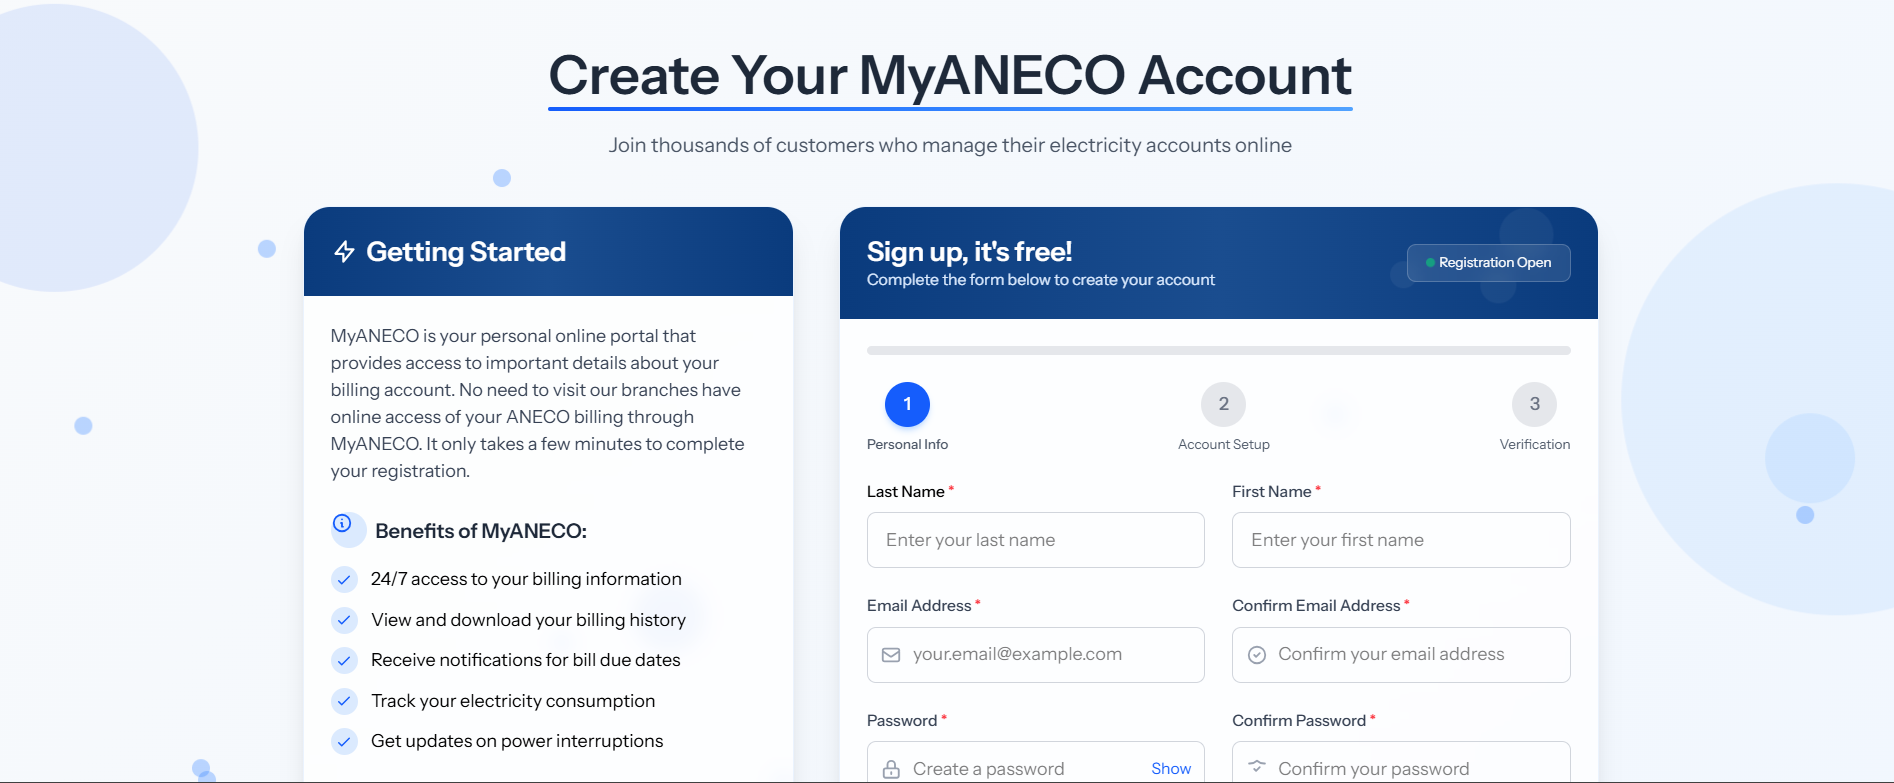 Create Your MyANECO Account
Join thousands of customers who manage their electricity accounts online
Getting Started
MyANECO is your personal online portal that
provides access to important details about your
billing account. No need to visit our branches have
online access of your ANECO billing through
MyANECO. It only takes a few minutes to complete
your registration.
Benefits of MyANECO:
24/7 access to your billing information
View and download your billing history
Receive notifications for bill due dates
Track your electricity consumption
Get updates on power interruptions
Sign up, it's free!
Complete the form below to create your account
Registration Open
1 2 3
Personal Info Account Setup Verification
Last Name * First Name *
Enter your last name Enter your first name
Email Address * Confirm Email Address *
your.email@example.com Confirm your email address
Password * Confirm Password *
Create a password Show Confirm your password